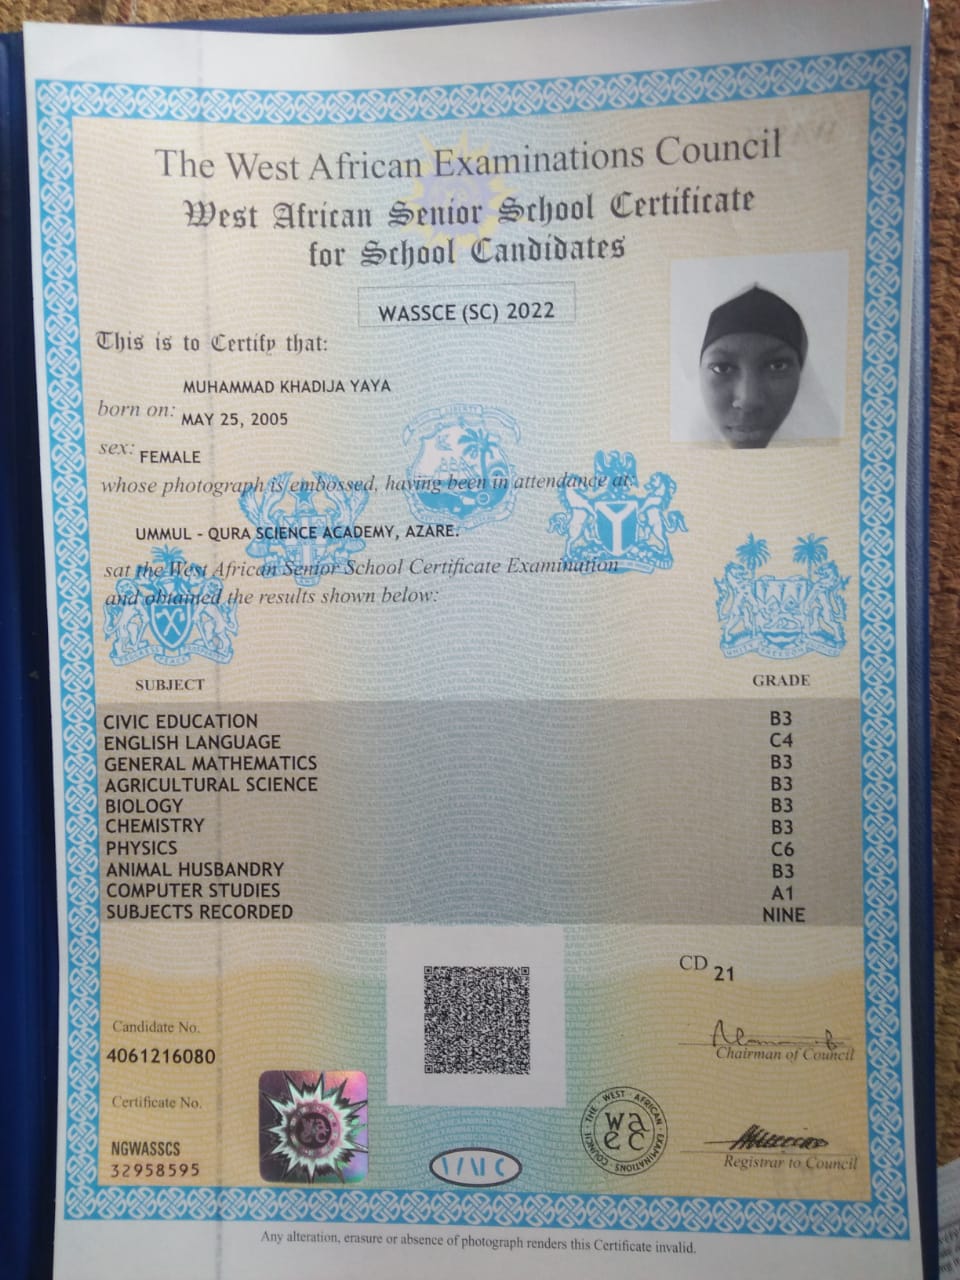 The West African Examinations Council
West African Senior School Certificate
for School Candidates
WASSCE (SC) 2022
This is to Certify that:
MUHAMMAD KHADIJA YAYA
born on: MAY 25, 2005
sex: FEMALE
whose photograph is embossed, having been in attendance at:
UMMUL - QURA SCIENCE ACADEMY, AZARE.
sat the West African Senior School Certificate Examination
and obtained the results shown below:
SUBJECT GRADE
CIVIC EDUCATION B3
ENGLISH LANGUAGE C4
GENERAL MATHEMATICS B3
AGRICULTURAL SCIENCE B3
BIOLOGY B3
CHEMISTRY B3
PHYSICS C6
ANIMAL HUSBANDRY B3
COMPUTER STUDIES A1
SUBJECTS RECORDED NINE
CD 21
Candidate No.
4061216080
Chairman of Council
Certificate No.
NGWASSCS
32958595
THE · WEST · AFRICAN · EXAMINATIONS · COUNCIL
waec
Registrar to Council
Any alteration, erasure or absence of photograph renders this Certificate invalid.